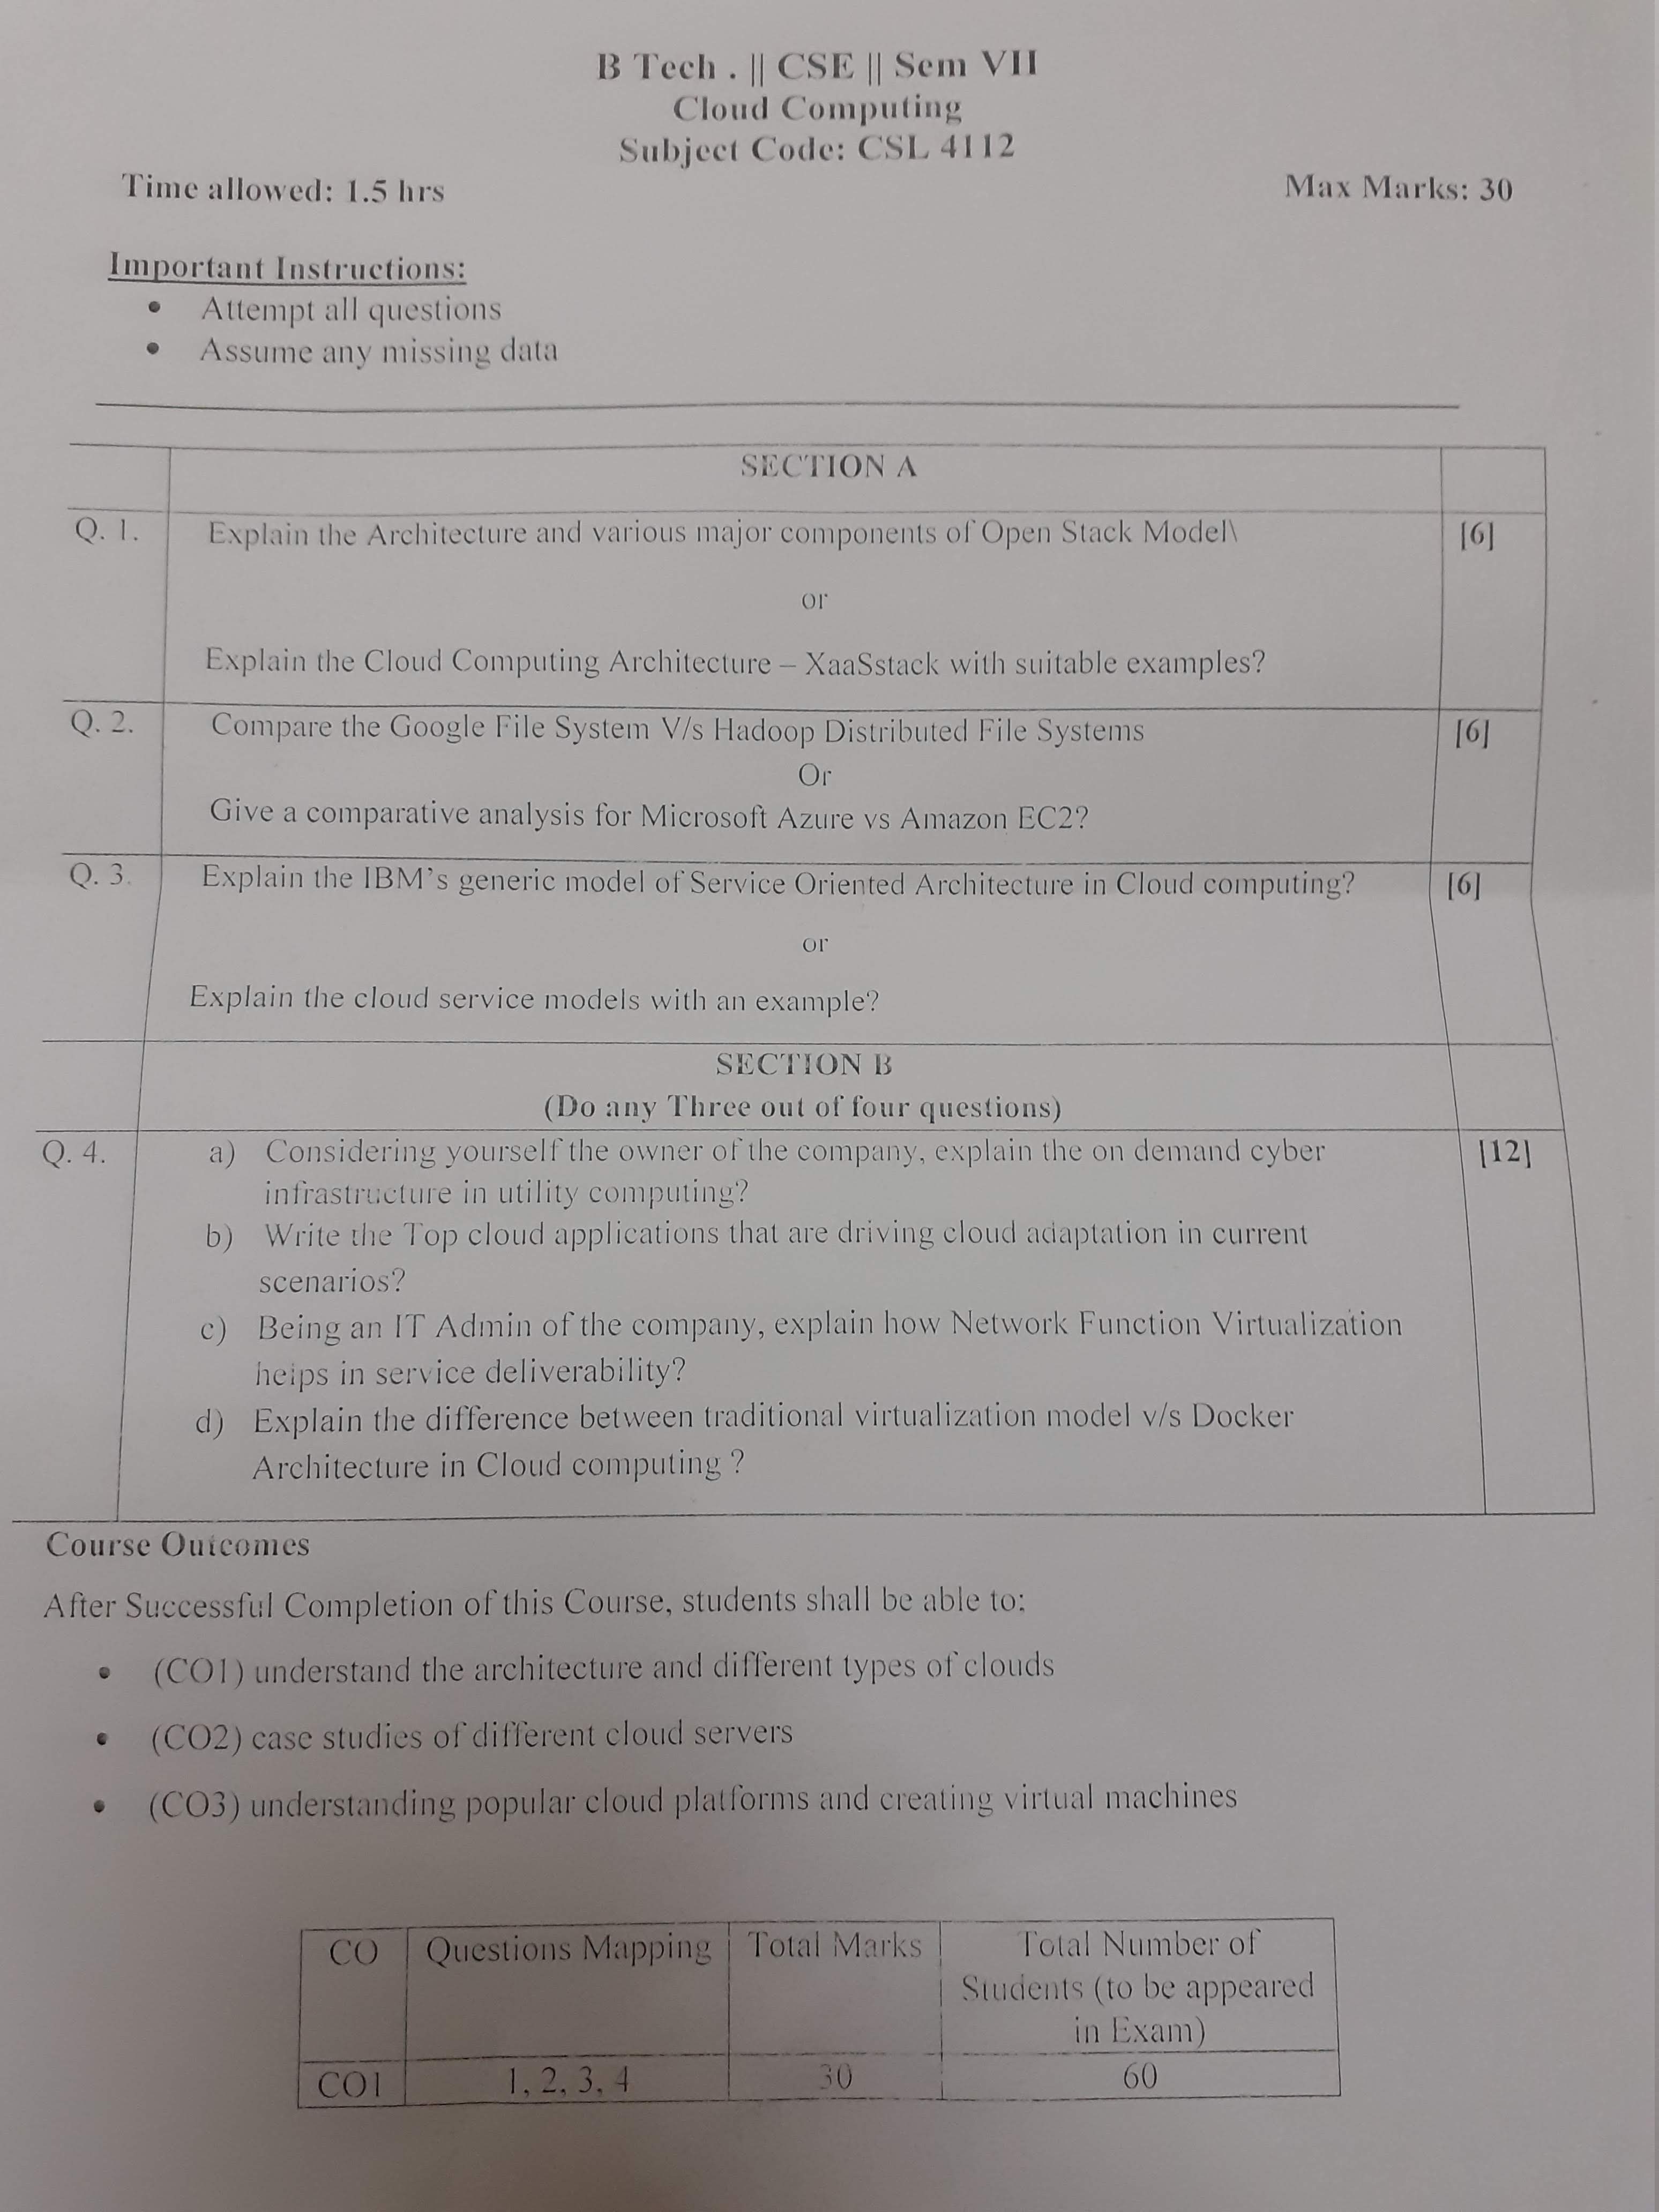 B Tech . || CSE || Sem VII
Cloud Computing
Subject Code: CSL 4112
Time allowed: 1.5 hrs Max Marks: 30
Important Instructions:
• Attempt all questions
• Assume any missing data
SECTION A
Q. 1. Explain the Architecture and various major components of Open Stack Model\ [6]
or
Explain the Cloud Computing Architecture – XaaSstack with suitable examples?
Q. 2. Compare the Google File System V/s Hadoop Distributed File Systems [6]
Or
Give a comparative analysis for Microsoft Azure vs Amazon EC2?
Q. 3. Explain the IBM's generic model of Service Oriented Architecture in Cloud computing? [6]
or
Explain the cloud service models with an example?
SECTION B
(Do any Three out of four questions)
Q. 4. a) Considering yourself the owner of the company, explain the on demand cyber [12]
infrastructure in utility computing?
b) Write the Top cloud applications that are driving cloud adaptation in current
scenarios?
c) Being an IT Admin of the company, explain how Network Function Virtualization
helps in service deliverability?
d) Explain the difference between traditional virtualization model v/s Docker
Architecture in Cloud computing ?
Course Outcomes
After Successful Completion of this Course, students shall be able to:
• (CO1) understand the architecture and different types of clouds
• (CO2) case studies of different cloud servers
• (CO3) understanding popular cloud platforms and creating virtual machines
CO Questions Mapping Total Marks Total Number of
Students (to be appeared
in Exam)
CO1 1, 2, 3, 4 30 60